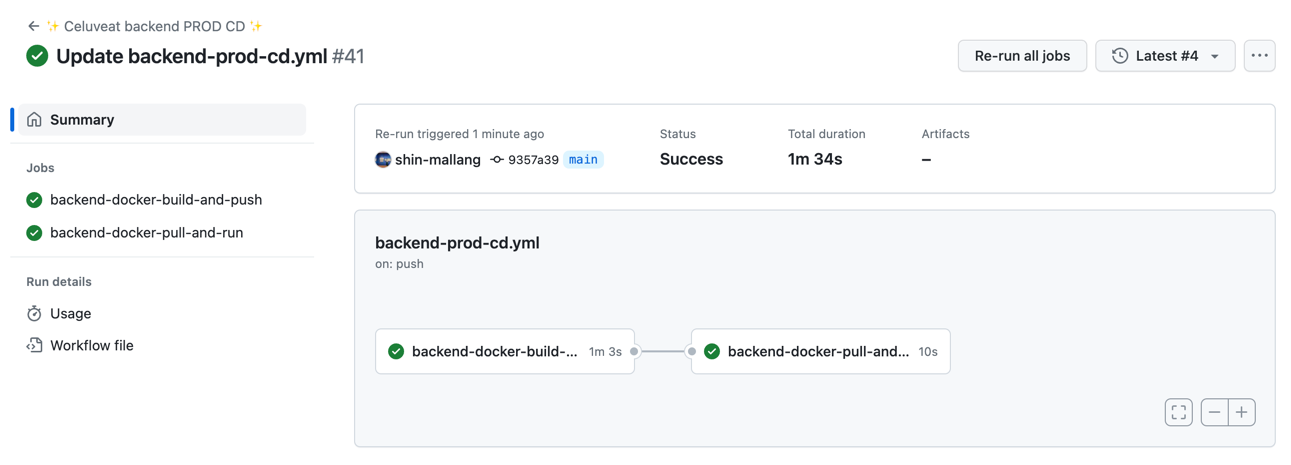 ← ✨ Celuveat backend PROD CD ✨
Update backend-prod-cd.yml #41
Re-run all jobs
Latest #4
Summary
Jobs
backend-docker-build-and-push
backend-docker-pull-and-run
Run details
Usage
Workflow file
Re-run triggered 1 minute ago
shin-mallang 9357a39 main
Status
Success
Total duration
1m 34s
Artifacts
–
backend-prod-cd.yml
on: push
backend-docker-build-... 1m 3s
backend-docker-pull-and... 10s